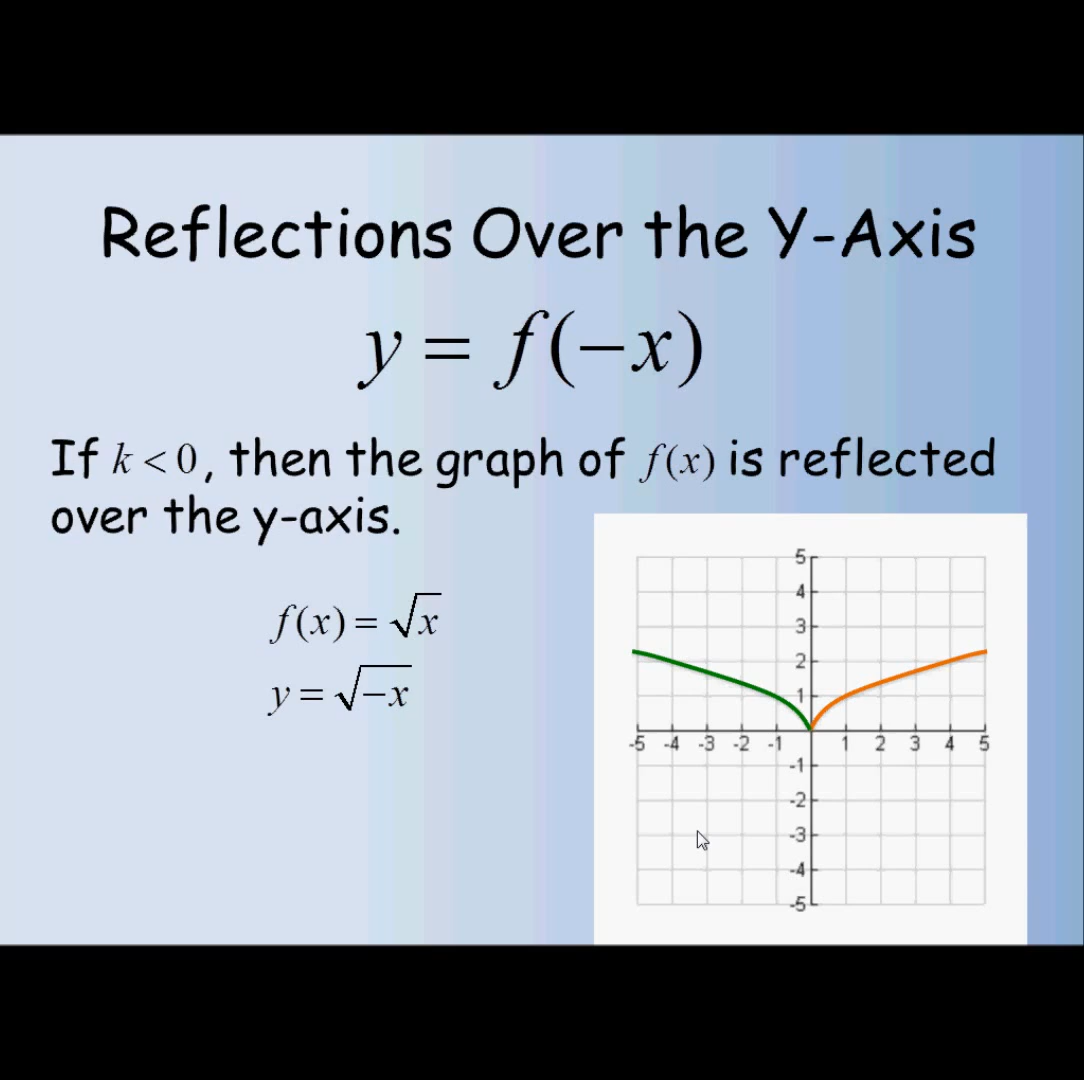 Reflections Over the Y-Axis
y = f(−x)
If k < 0, then the graph of f(x) is reflected
over the y-axis.
f(x) = √x
y = √−x
5
4
3
2
1
-5 -4 -3 -2 -1 1 2 3 4 5
-1
-2
-3
-4
-5